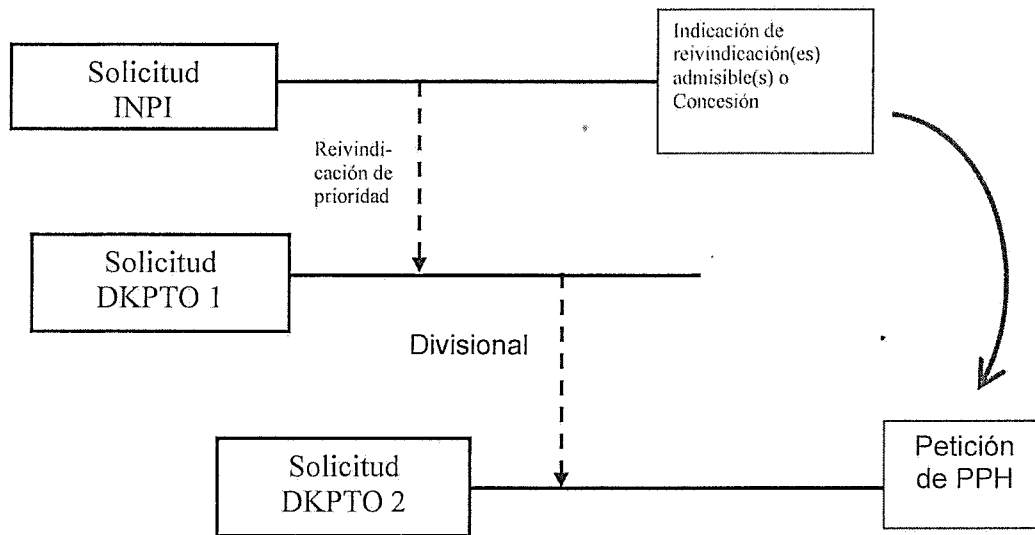 Solicitud
INPI
Indicación de
reivindicación(es)
admisible(s) o
Concesión
Reivindi-
cación de
prioridad
Solicitud
DKPTO 1
Divisional
Solicitud
DKPTO 2
Petición
de PPH